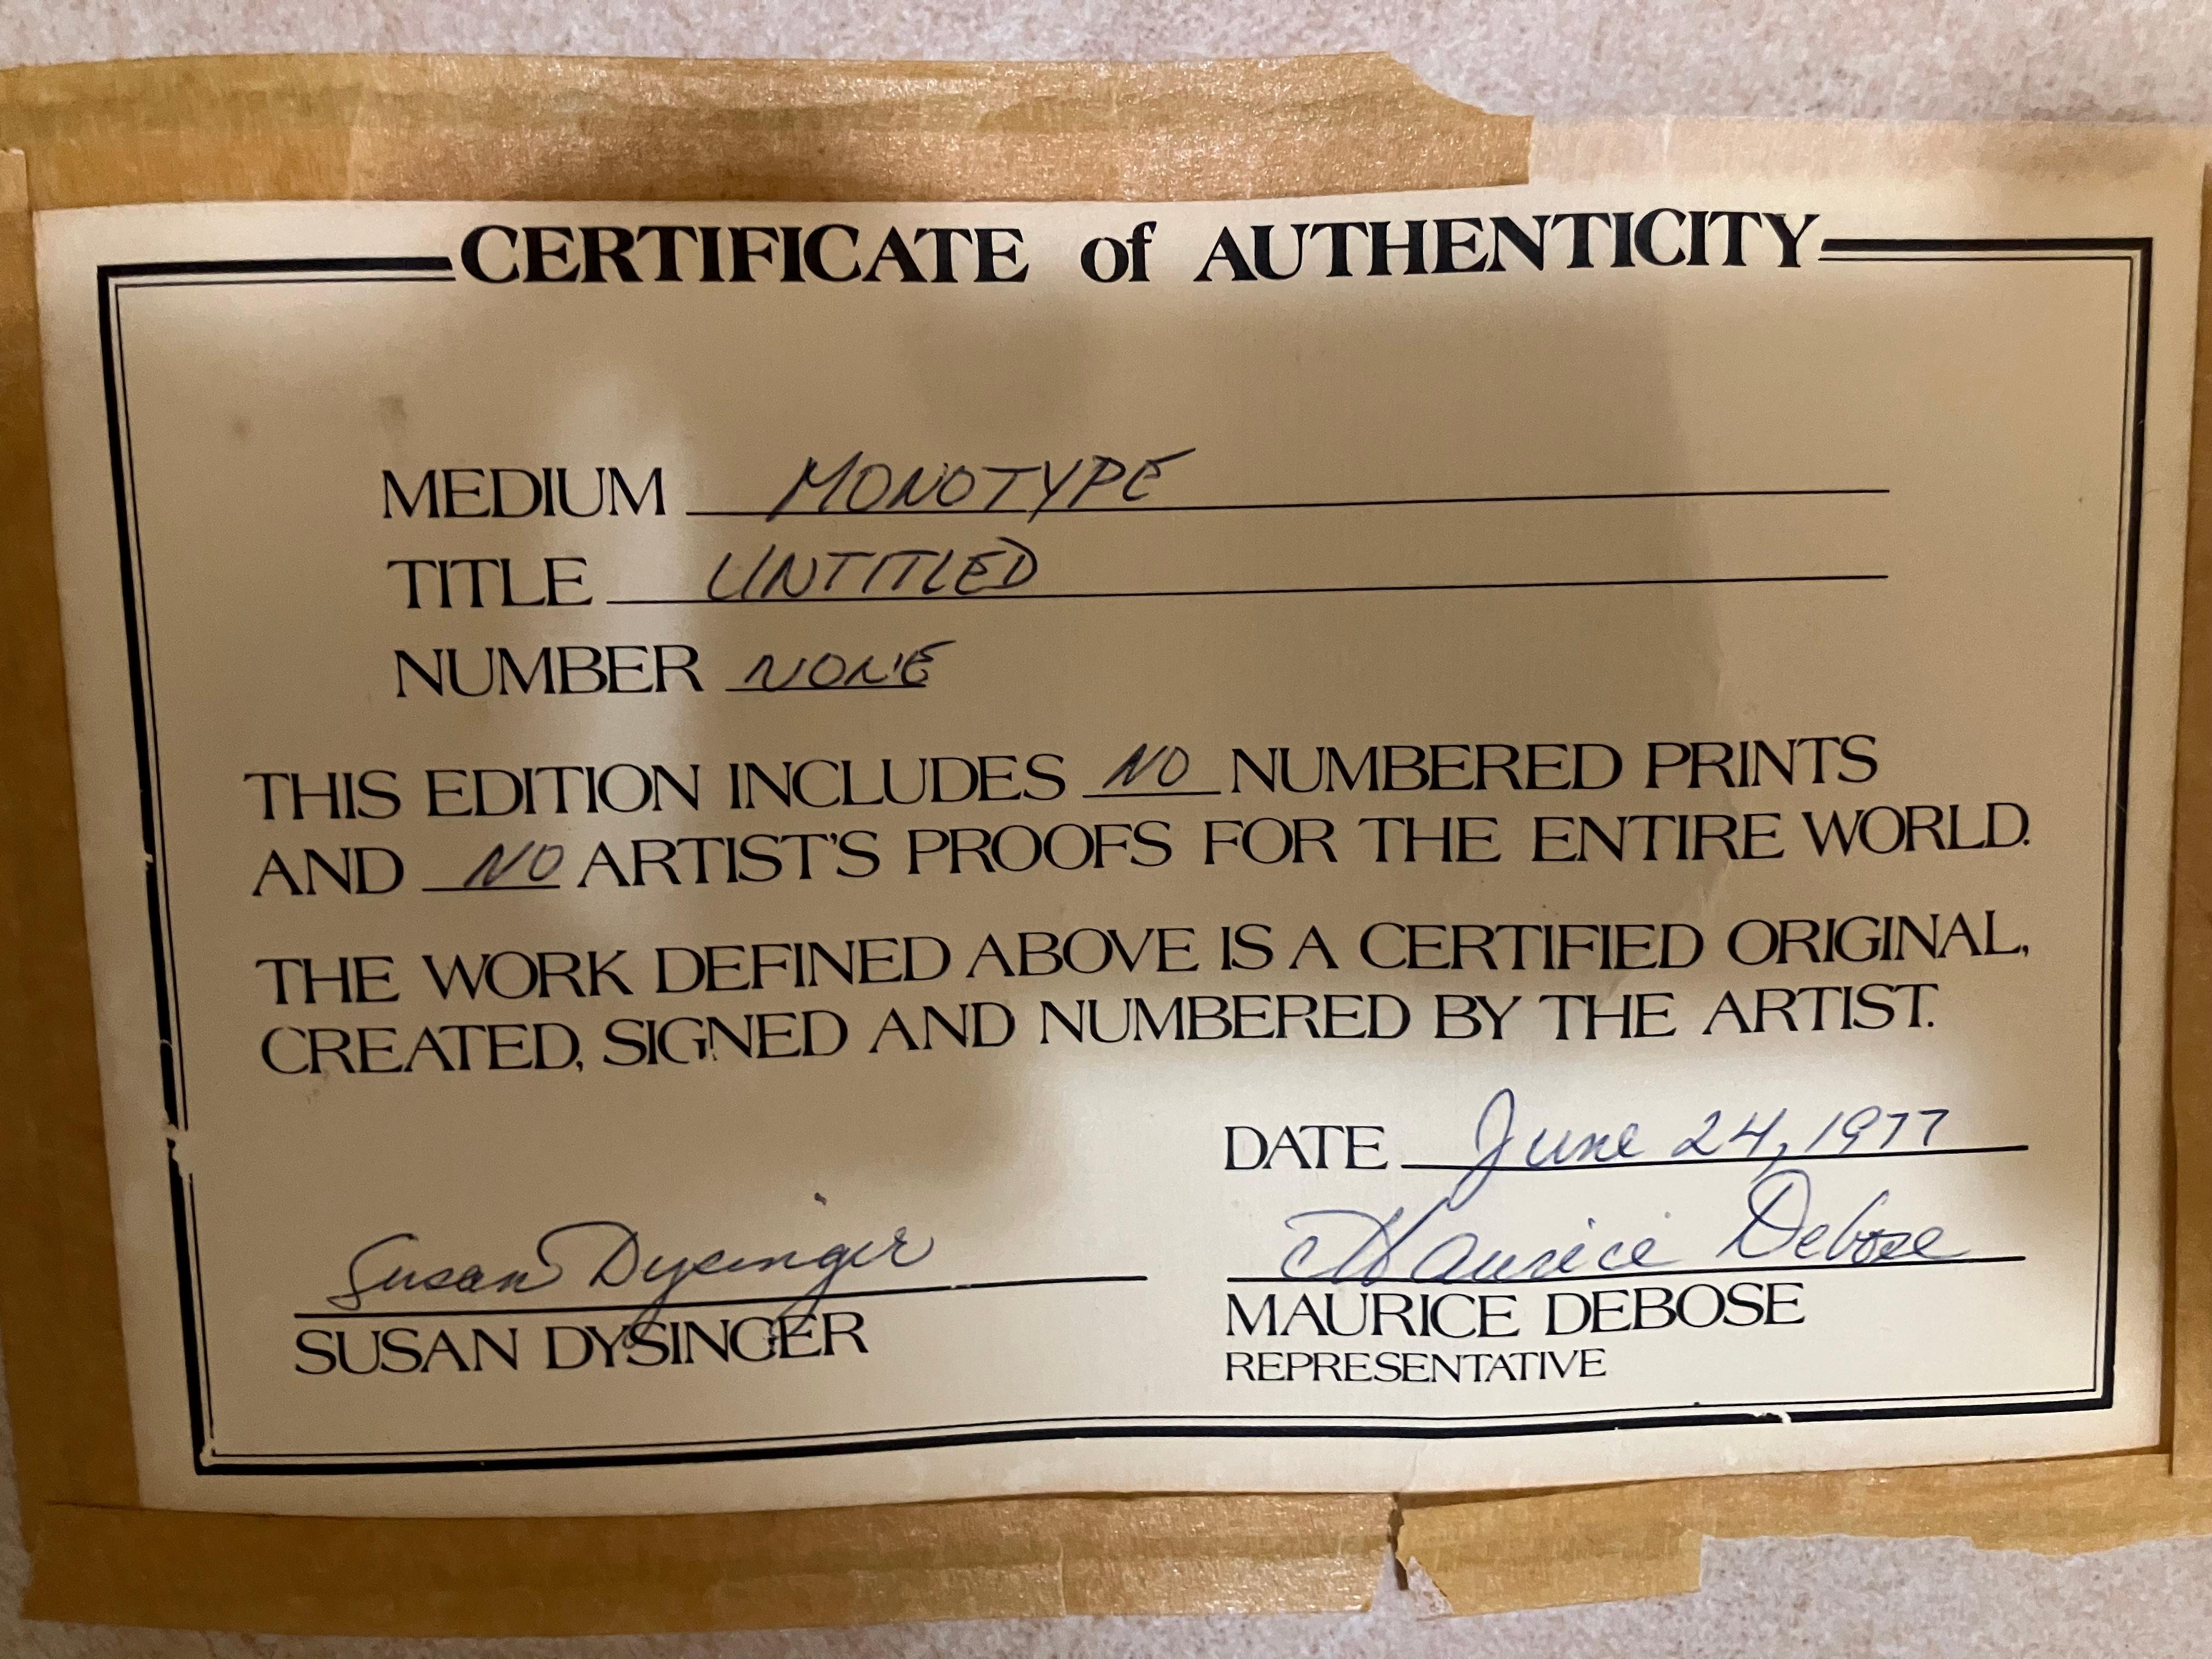 CERTIFICATE of AUTHENTICITY
MEDIUM MONOTYPE
TITLE UNTITLED
NUMBER NONE
THIS EDITION INCLUDES NO NUMBERED PRINTS
AND NO ARTIST'S PROOFS FOR THE ENTIRE WORLD.
THE WORK DEFINED ABOVE IS A CERTIFIED ORIGINAL,
CREATED, SIGNED AND NUMBERED BY THE ARTIST.
DATE June 24, 1977
Susan Dysinger
SUSAN DYSINGER
Maurice Debose
MAURICE DEBOSE
REPRESENTATIVE